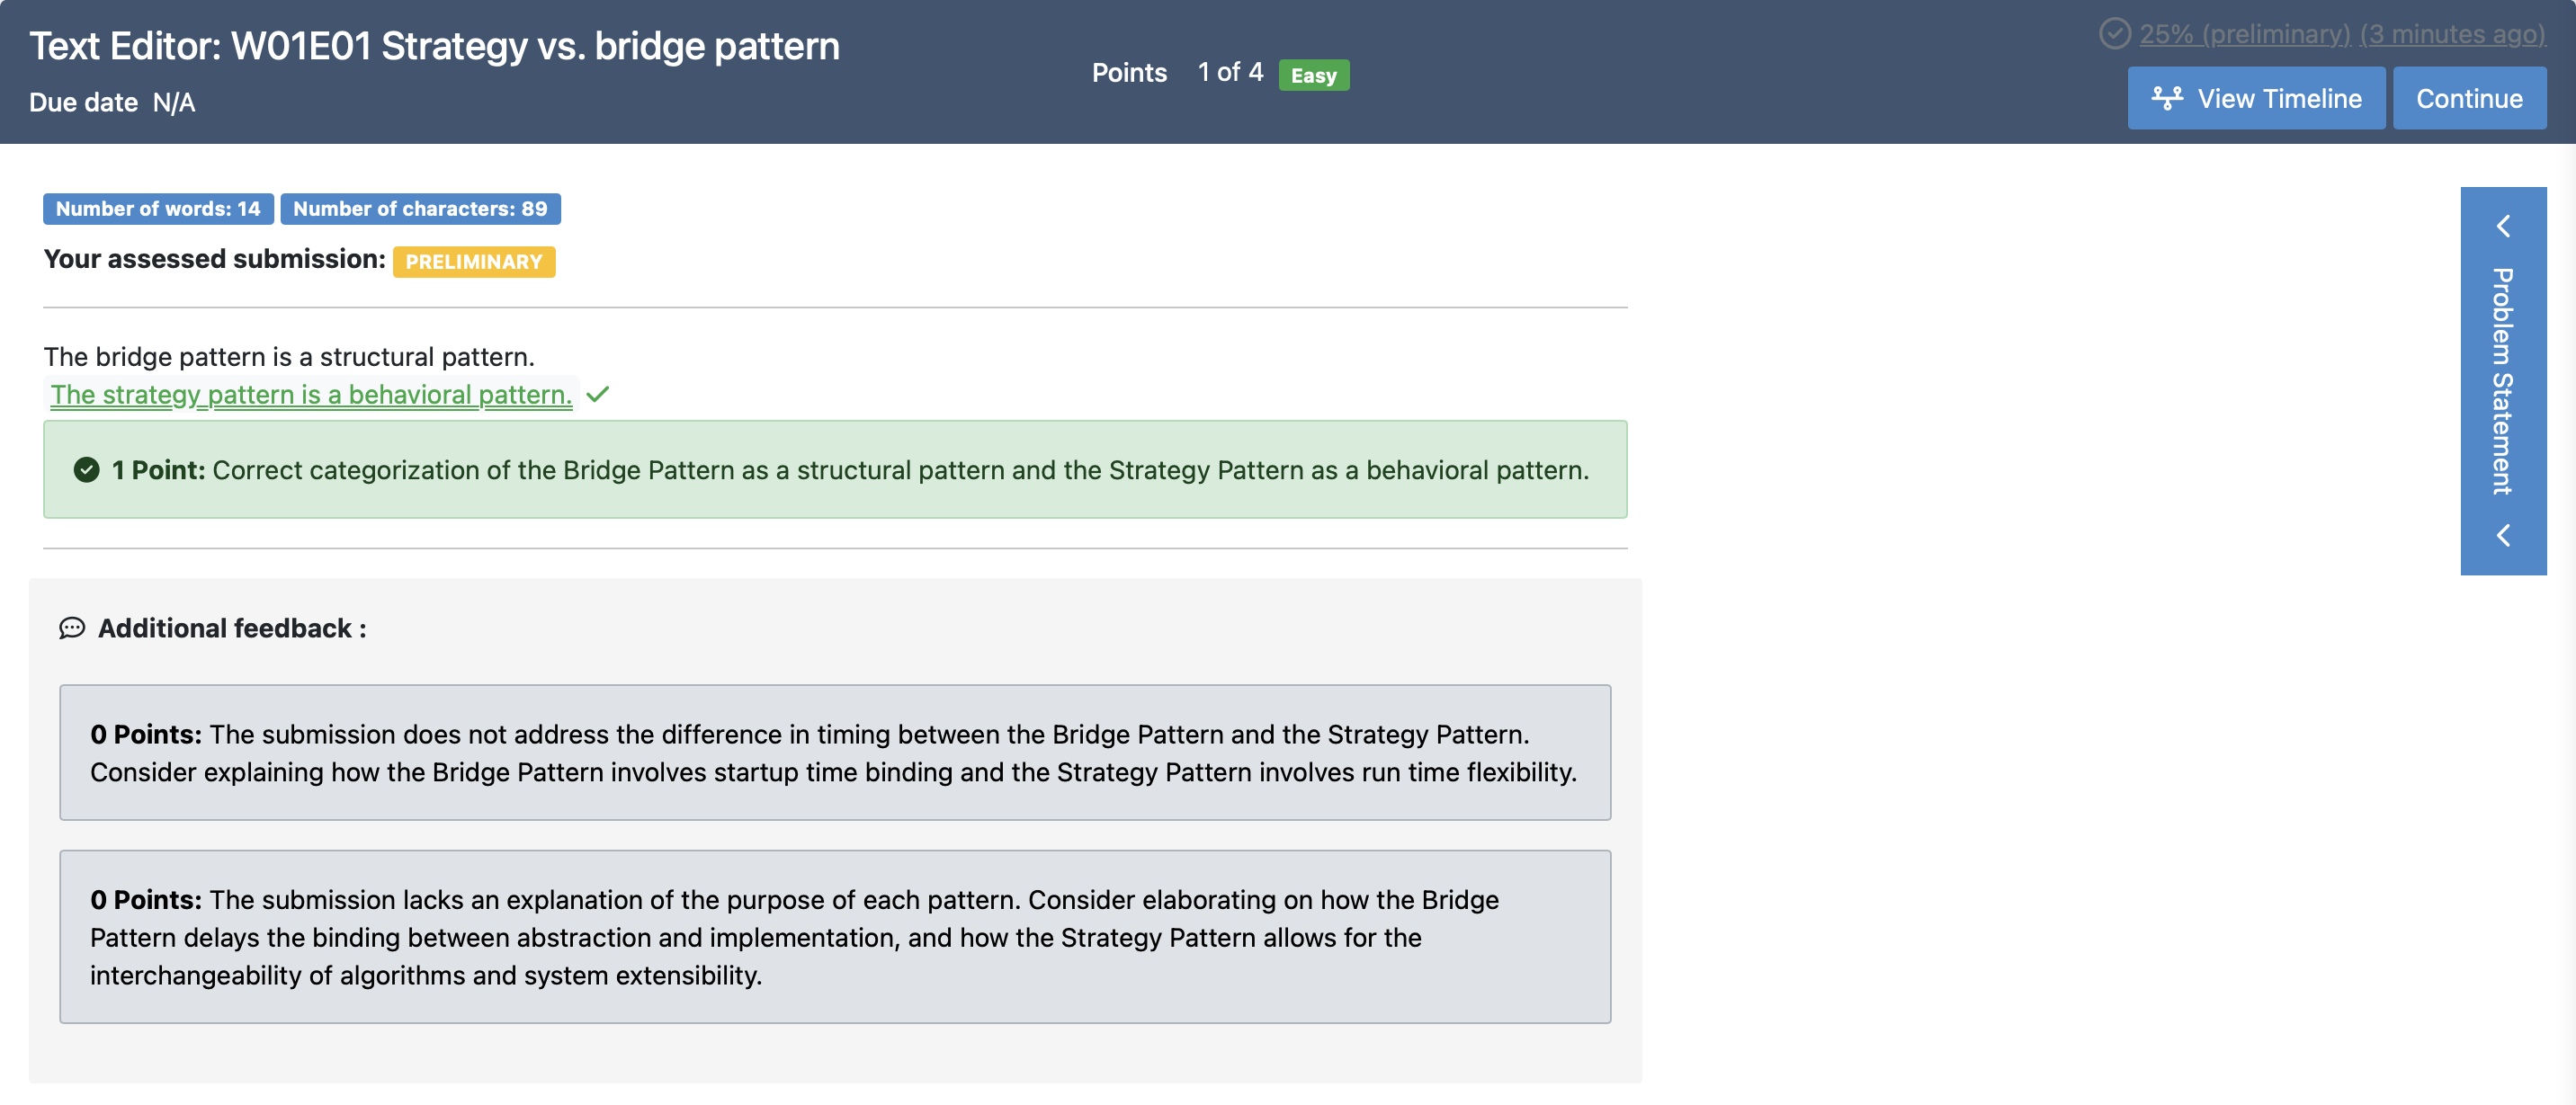 Text Editor: W01E01 Strategy vs. bridge pattern
Due date N/A
Points 1 of 4 Easy
25% (preliminary) (3 minutes ago)
View Timeline Continue
Number of words: 14 Number of characters: 89
Your assessed submission: PRELIMINARY
The bridge pattern is a structural pattern.
The strategy pattern is a behavioral pattern.
1 Point: Correct categorization of the Bridge Pattern as a structural pattern and the Strategy Pattern as a behavioral pattern.
Additional feedback :
0 Points: The submission does not address the difference in timing between the Bridge Pattern and the Strategy Pattern.
Consider explaining how the Bridge Pattern involves startup time binding and the Strategy Pattern involves run time flexibility.
0 Points: The submission lacks an explanation of the purpose of each pattern. Consider elaborating on how the Bridge
Pattern delays the binding between abstraction and implementation, and how the Strategy Pattern allows for the
interchangeability of algorithms and system extensibility.
Problem Statement